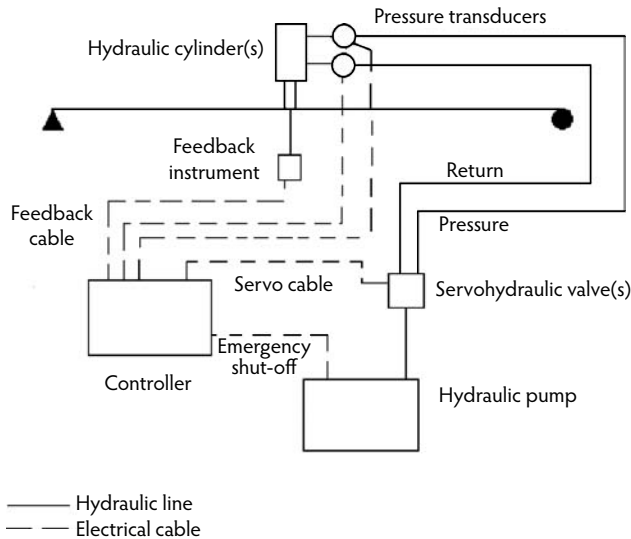 Pressure transducers
Hydraulic cylinder(s)
Feedback
instrument
Return
Feedback
cable
Pressure
Servo cable
Servohydraulic valve(s)
Emergency
shut-off
Controller
Hydraulic pump
Hydraulic line
Electrical cable